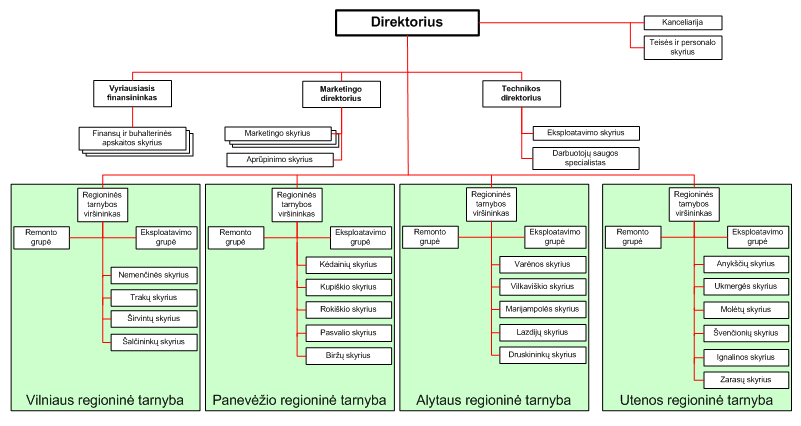 Direktorius
Kanceliarija
Teisės ir personalo
skyrius
Vyriausiasis
finansininkas
Marketingo
direktorius
Technikos
direktorius
Finansų ir buhalterinės
apskaitos skyrius
Marketingo skyrius
Aprūpinimo skyrius
Eksploatavimo skyrius
Darbuotojų saugos
specialistas
Regioninės
tarnybos
viršininkas
Remonto
grupė
Eksploatavimo
grupė
Nemenčinės skyrius
Trakų skyrius
Širvintų skyrius
Šalčininkų skyrius
Vilniaus regioninė tarnyba
Regioninės
tarnybos
viršininkas
Remonto
grupė
Eksploatavimo
grupė
Kėdainių skyrius
Kupiškio skyrius
Rokiškio skyrius
Pasvalio skyrius
Biržų skyrius
Panevėžio regioninė tarnyba
Regioninės
tarnybos
viršininkas
Remonto
grupė
Eksploatavimo
grupė
Varėnos skyrius
Vilkaviškio skyrius
Marijampolės skyrius
Lazdijų skyrius
Druskininkų skyrius
Alytaus regioninė tarnyba
Regioninės
tarnybos
viršininkas
Remonto
grupė
Eksploatavimo
grupė
Anykščių skyrius
Ukmergės skyrius
Molėtų skyrius
Švenčionių skyrius
Ignalinos skyrius
Zarasų skyrius
Utenos regioninė tarnyba